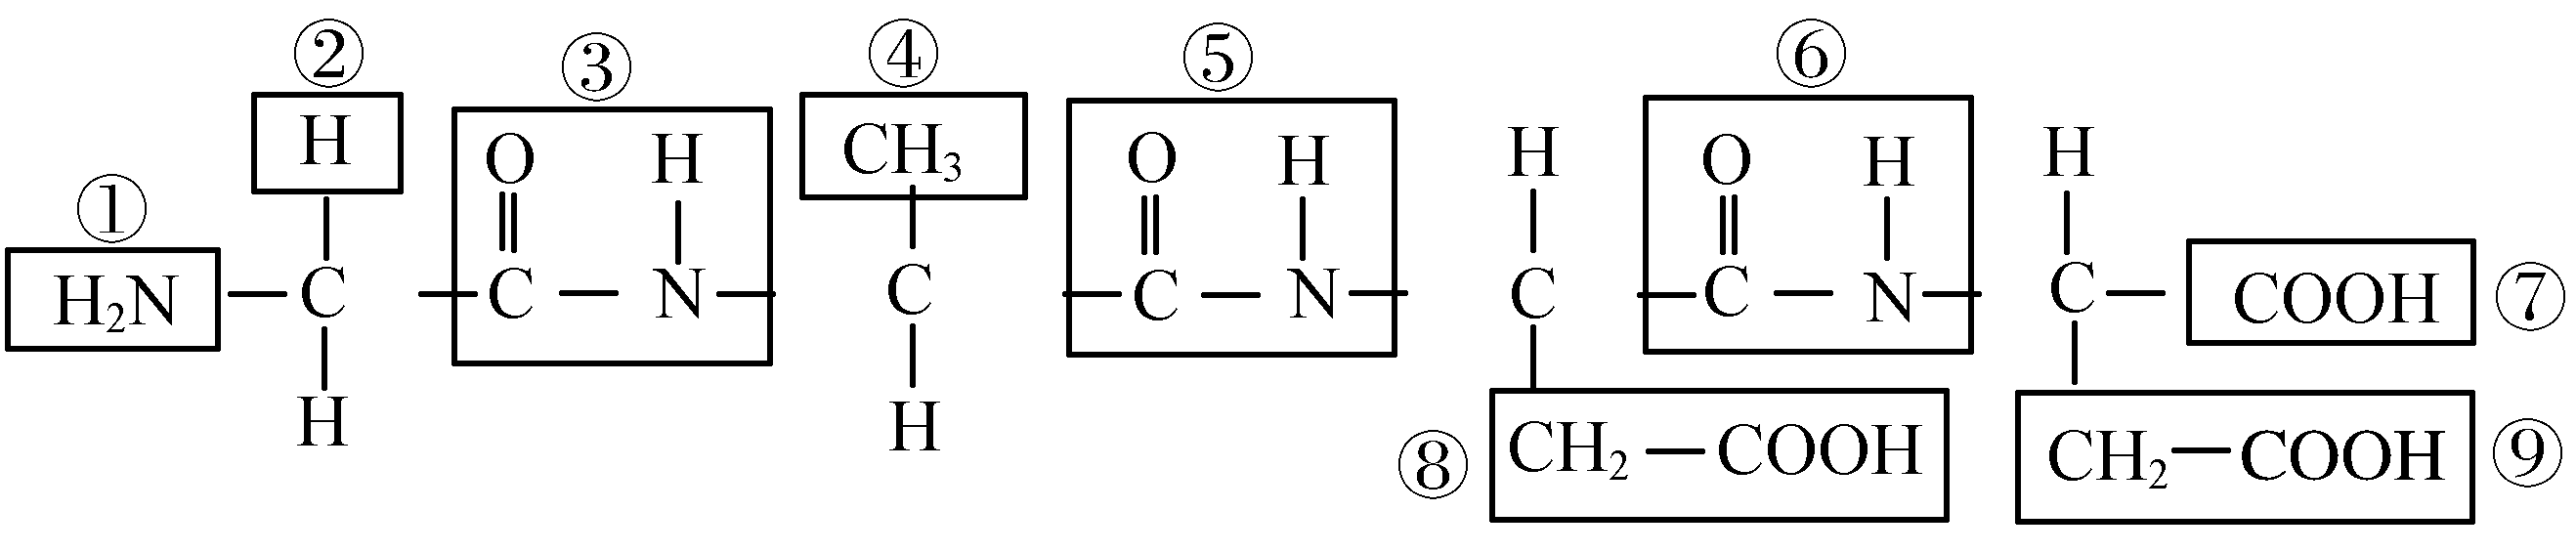 ② ③ ④ ⑤ ⑥
H O H CH₃ O H H O H H
①
H₂N — C — C — N — C — C — N — C — C — N — C — COOH ⑦
H H
⑧ CH₂ — COOH CH₂ — COOH ⑨